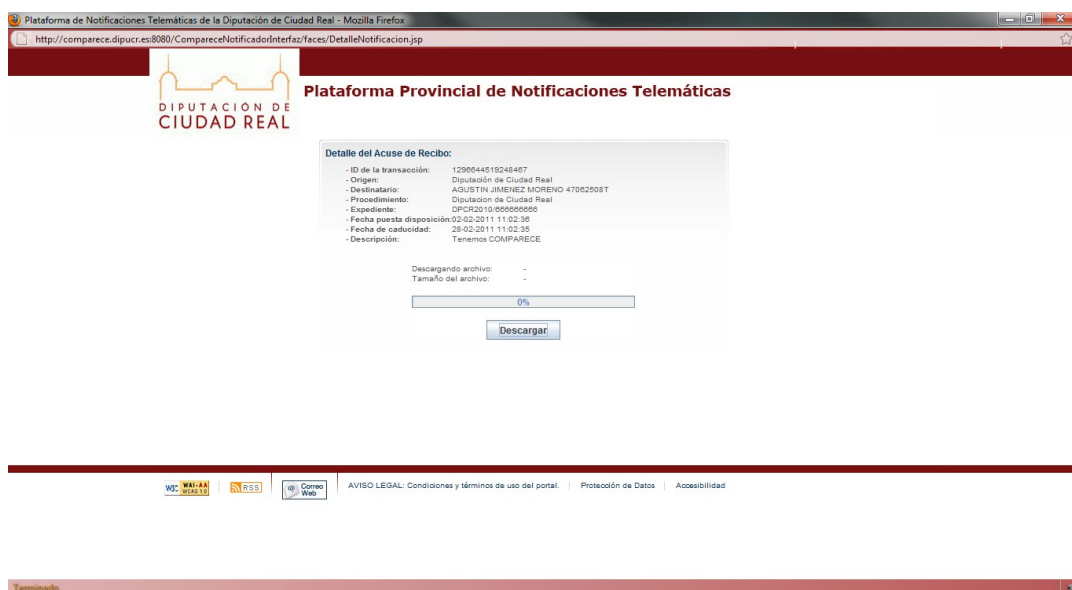 Plataforma de Notificaciones Telemáticas de la Diputación de Ciudad Real - Mozilla Firefox
http://comparece.dipucr.es:8080/CompareceNotificadorInterfaz/faces/DetalleNotificacion.jsp
DIPUTACIÓN DE
CIUDAD REAL
Plataforma Provincial de Notificaciones Telemáticas
Detalle del Acuse de Recibo:
- ID de la transacción: 1296644519248467
- Origen: Diputación de Ciudad Real
- Destinatario: AGUSTIN JIMENEZ MORENO 47062508T
- Procedimiento: Diputacion de Ciudad Real
- Expediente: DPCR2010/666666666
- Fecha puesta disposición:02-02-2011 11:02:36
- Fecha de caducidad: 28-02-2011 11:02:35
- Descripción: Tenemos COMPARECE
Descargando archivo: -
Tamaño del archivo: -
0%
Descargar
W3C WAI-AA WCAG 1.0
RSS
Correo Web
AVISO LEGAL: Condiciones y términos de uso del portal. | Protección de Datos | Accesibilidad
Terminado